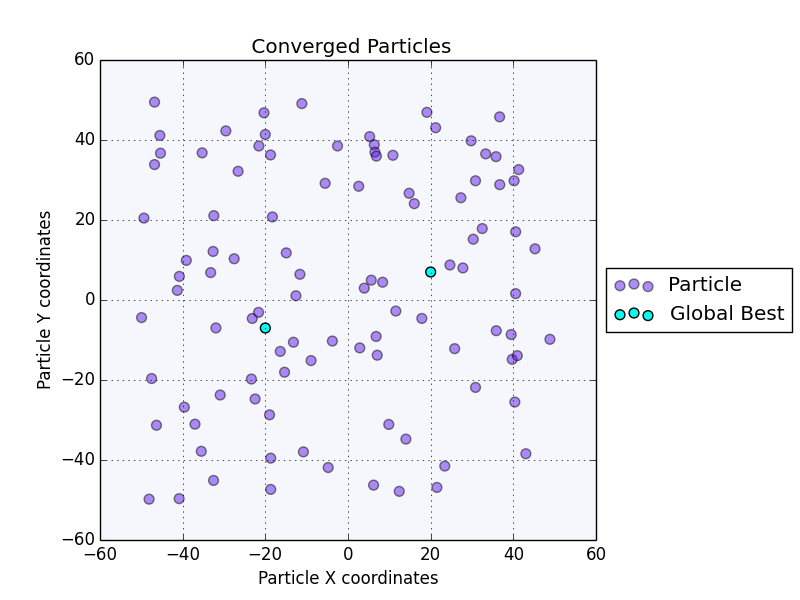 Converged Particles
60
40
20
0
−20
−40
−60
Particle Y coordinates
−60 −40 −20 0 20 40 60
Particle X coordinates
Particle
Global Best